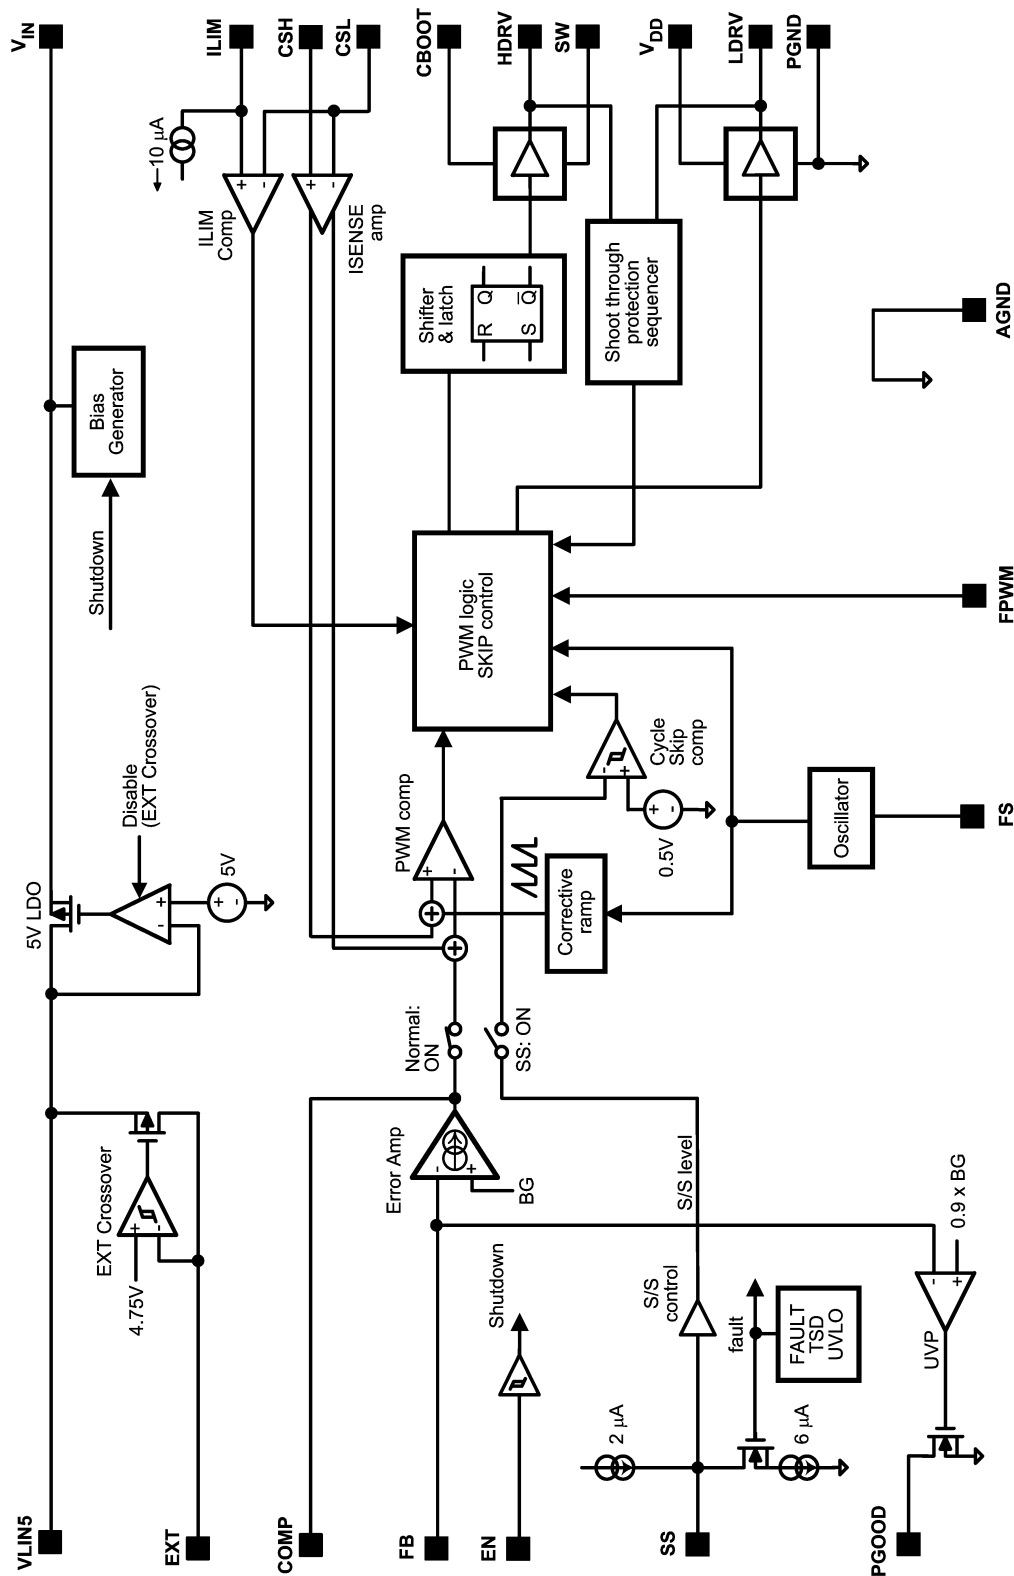 VIN
ILIM
CSH
CSL
CBOOT
HDRV
SW
VDD
LDRV
PGND
10 µA
+
-
+
-
ILIM
Comp
ISENSE
amp
Shifter
& latch
R Q
S Q̅
Shoot through
protection
sequencer
AGND
Bias
Generator
Shutdown
PWM logic
SKIP control
FPWM
Disable
(EXT Crossover)
5V LDO
+
-
5V
+
-
PWM comp
+
-
+
+
Cycle
Skip
comp
-
+
0.5V
+
-
Corrective
ramp
Oscillator
FS
Normal:
ON
SS: ON
EXT Crossover
4.75V
+
-
Error Amp
-
+
BG
S/S level
0.9 x BG
-
+
UVP
Shutdown
S/S
control
fault
FAULT
TSD
UVLO
2 µA
6 µA
VLIN5
EXT
COMP
FB
EN
SS
PGOOD